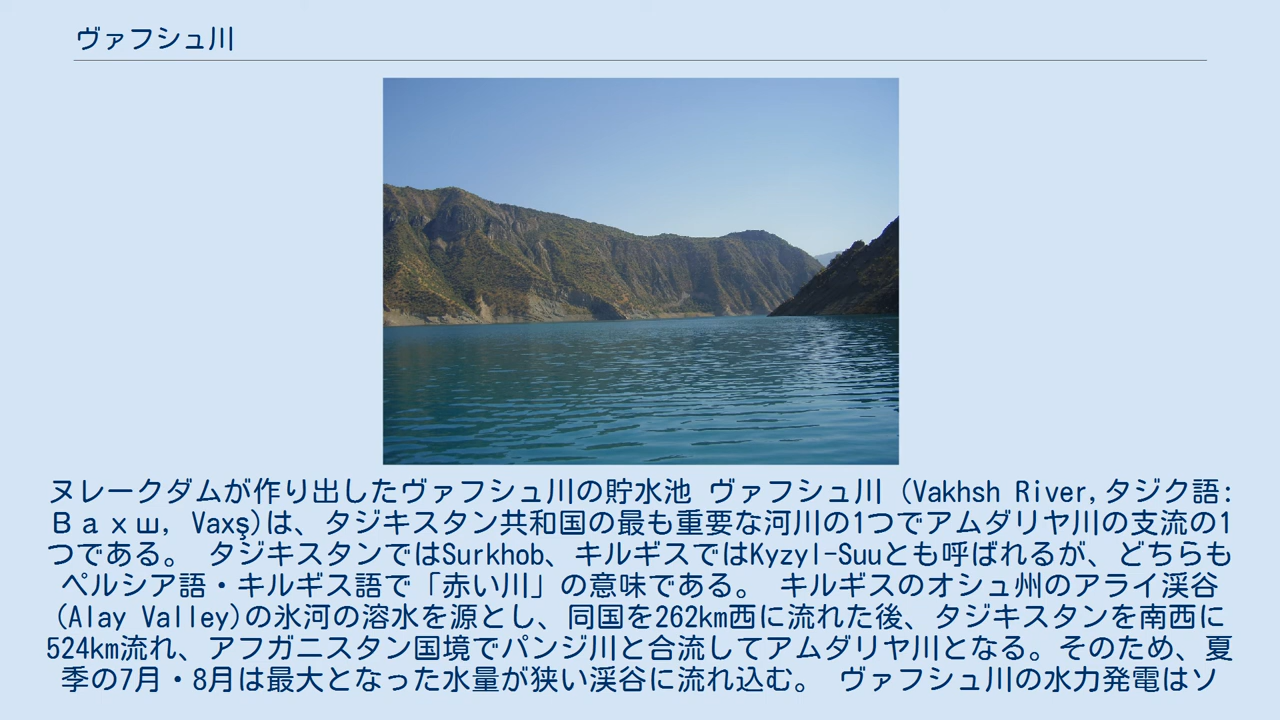 ヴァフシュ川
ヌレークダムが作り出したヴァフシュ川の貯水池 ヴァフシュ川 (Vakhsh River,タジク語:
Ｂａｘш, Vaxş)は、タジキスタン共和国の最も重要な河川の1つでアムダリヤ川の支流の1
つである。 タジキスタンではSurkhob、キルギスではKyzyl-Suuとも呼ばれるが、どちらも
ペルシア語・キルギス語で「赤い川」の意味である。 キルギスのオシュ州のアライ渓谷
(Alay Valley)の氷河の溶水を源とし、同国を262km西に流れた後、タジキスタンを南西に
524km流れ、アフガニスタン国境でパンジ川と合流してアムダリヤ川となる。そのため、夏
季の7月・8月は最大となった水量が狭い渓谷に流れ込む。 ヴァフシュ川の水力発電はソ